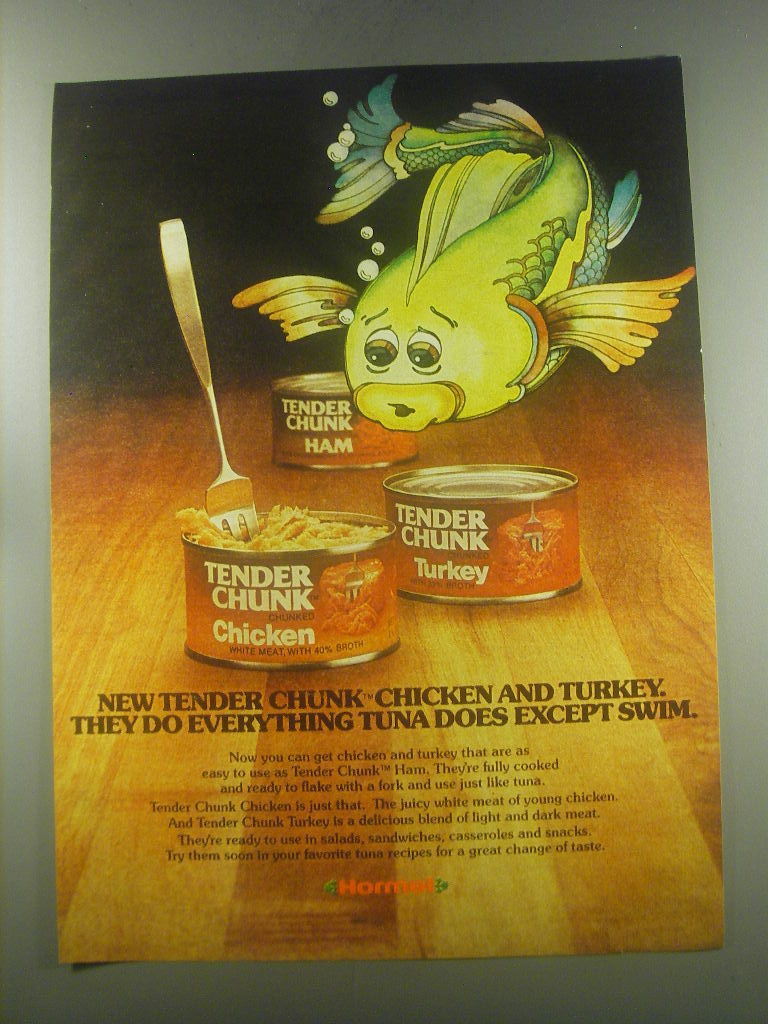 TENDER
CHUNK
HAM
TENDER
CHUNK
CHUNKED
Turkey
BROTH
TENDER
CHUNK™
CHUNKED
Chicken
WHITE MEAT, WITH 40% BROTH
NEW TENDER CHUNK™ CHICKEN AND TURKEY.
THEY DO EVERYTHING TUNA DOES EXCEPT SWIM.
Now you can get chicken and turkey that are as
easy to use as Tender Chunk™ Ham. They're fully cooked
and ready to flake with a fork and use just like tuna.
Tender Chunk Chicken is just that. The juicy white meat of young chicken.
And Tender Chunk Turkey is a delicious blend of light and dark meat.
They're ready to use in salads, sandwiches, casseroles and snacks.
Try them soon in your favorite tuna recipes for a great change of taste.
Hormel